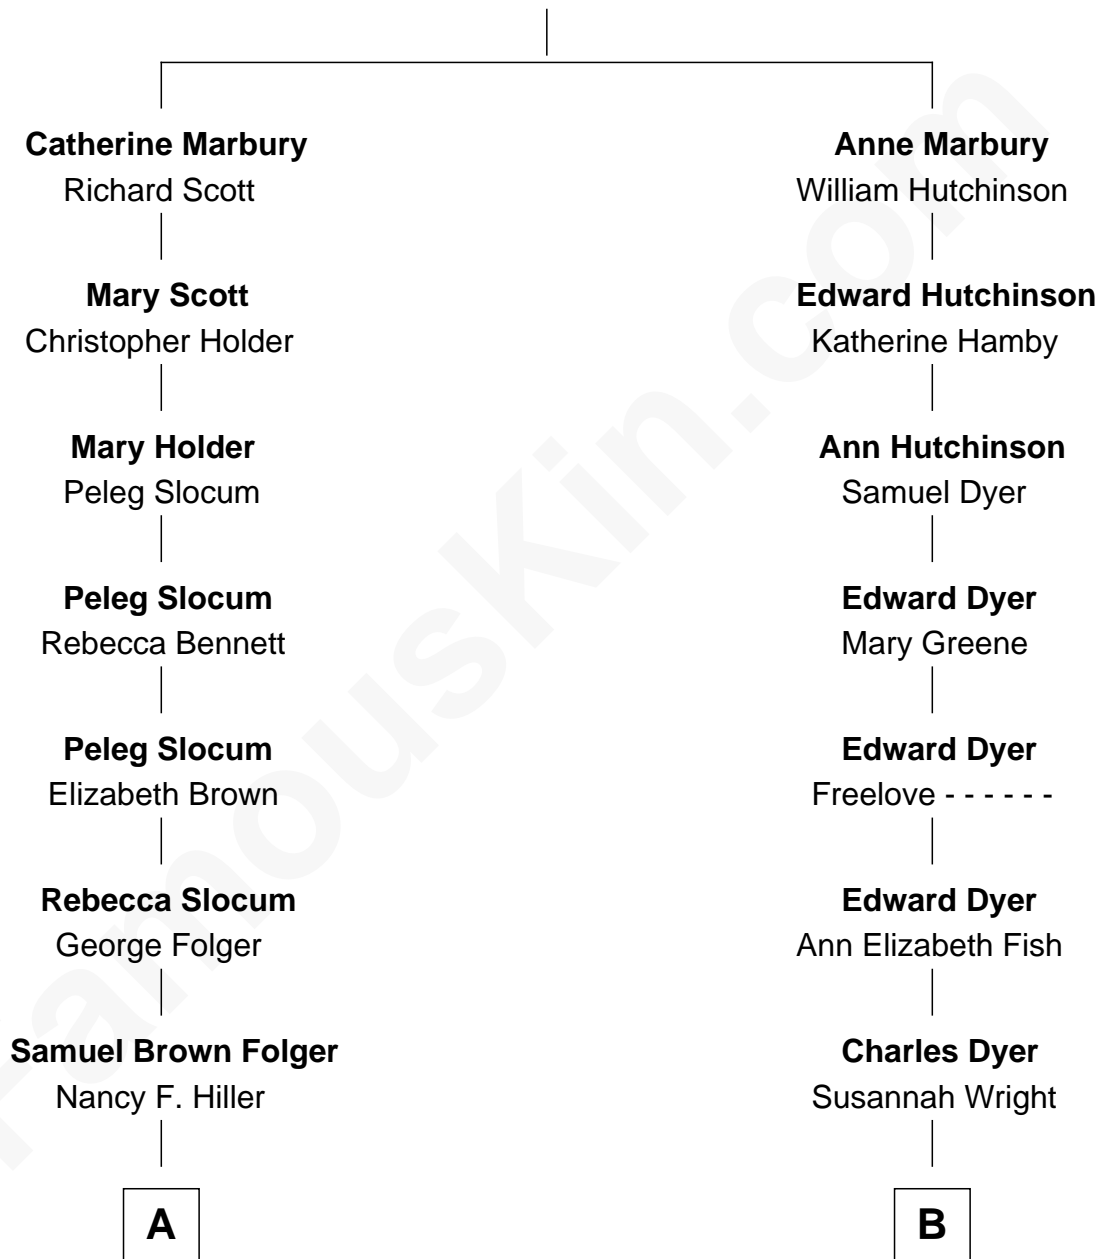 Catherine Marbury
Richard Scott
Mary Scott
Christopher Holder
Mary Holder
Peleg Slocum
Peleg Slocum
Rebecca Bennett
Peleg Slocum
Elizabeth Brown
Rebecca Slocum
George Folger
Samuel Brown Folger
Nancy F. Hiller
A
Anne Marbury
William Hutchinson
Edward Hutchinson
Katherine Hamby
Ann Hutchinson
Samuel Dyer
Edward Dyer
Mary Greene
Edward Dyer
Freelove - - - - - -
Edward Dyer
Ann Elizabeth Fish
Charles Dyer
Susannah Wright
B
FamousKin.com